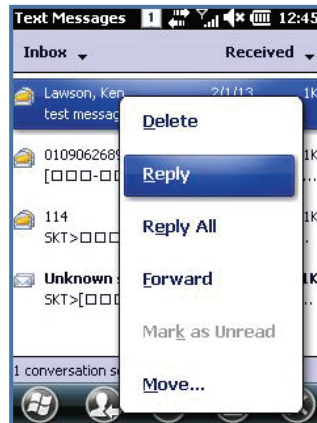 Text Messages 1 12:45
Inbox Received
Lawson, Ken 2/1/13 1K
test messag
0109062689 1K
[□□□-□□ ...
114 1K
SKT>□□□ .
Unknown 1K
SKT>[□□ ...
1 conversation s
Delete
Reply
Reply All
Forward
Mark as Unread
Move...